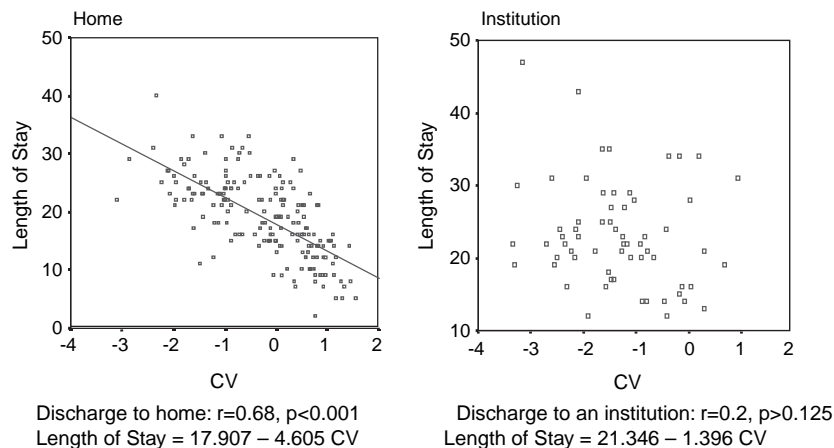 Home
50
40
30
20
10
0
Length of Stay
-4 -3 -2 -1 0 1 2
CV
Discharge to home: r=0.68, p<0.001
Length of Stay = 17.907 – 4.605 CV
Institution
50
40
30
20
10
Length of Stay
-4 -3 -2 -1 0 1 2
CV
Discharge to an institution: r=0.2, p>0.125
Length of Stay = 21.346 – 1.396 CV